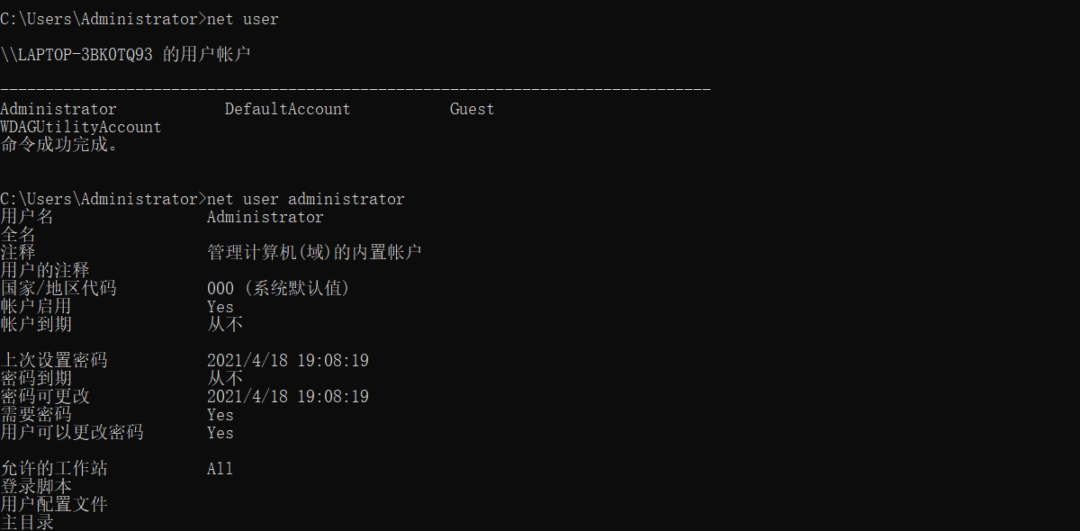 C:\Users\Administrator>net user
\\LAPTOP-3BK0TQ93 的用户帐户
-------------------------------------------------------------------------------
Administrator            DefaultAccount           Guest
WDAGUtilityAccount
命令成功完成。
C:\Users\Administrator>net user administrator
用户名                 Administrator
全名
注释                   管理计算机(域)的内置帐户
用户的注释
国家/地区代码          000 (系统默认值)
帐户启用               Yes
帐户到期               从不
上次设置密码           2021/4/18 19:08:19
密码到期               从不
密码可更改             2021/4/18 19:08:19
需要密码               Yes
用户可以更改密码       Yes
允许的工作站           All
登录脚本
用户配置文件
主目录